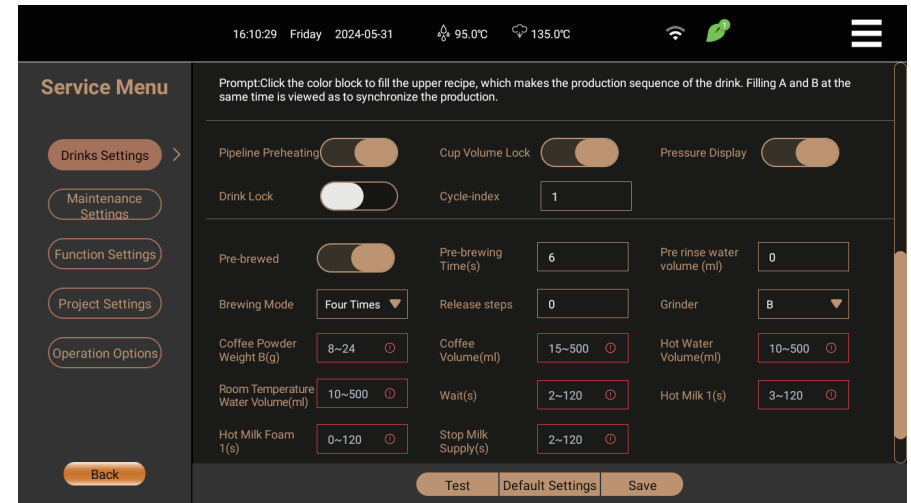 16:10:29 Friday 2024-05-31 95.0℃ 135.0℃ 1
Service Menu
Prompt:Click the color block to fill the upper recipe, which makes the production sequence of the drink. Filling A and B at the
same time is viewed as to synchronize the production.
Drinks Settings >
Maintenance
Settings
Function Settings
Project Settings
Operation Options
Back
Pipeline Preheating Cup Volume Lock Pressure Display
Drink Lock Cycle-index 1
Pre-brewed Pre-brewing
Time(s) 6 Pre rinse water
volume (ml) 0
Brewing Mode Four Times Release steps 0 Grinder B
Coffee Powder
Weight B(g) 8~24 Coffee
Volume(ml) 15~500 Hot Water
Volume(ml) 10~500
Room Temperature
Water Volume(ml) 10~500 Wait(s) 2~120 Hot Milk 1(s) 3~120
Hot Milk Foam
1(s) 0~120 Stop Milk
Supply(s) 2~120
Test Default Settings Save